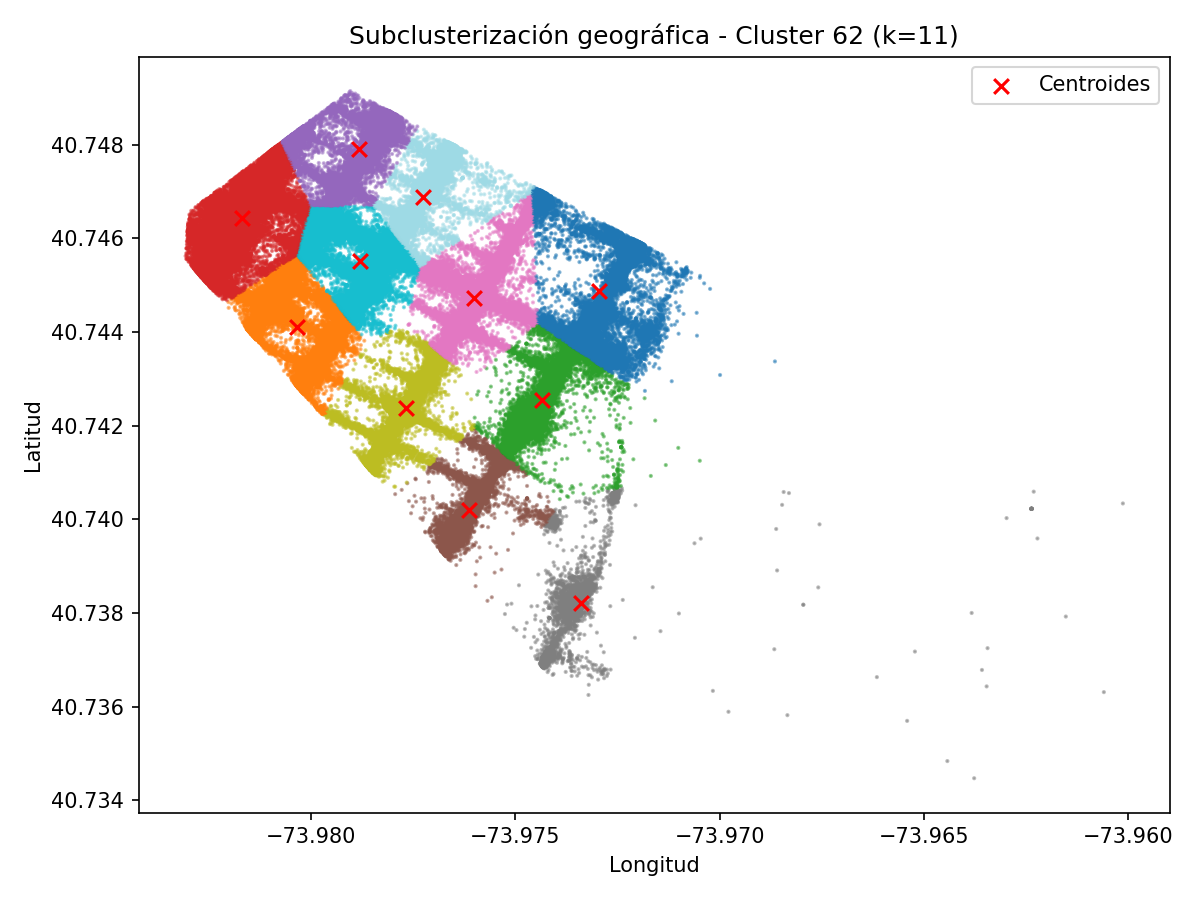 Subclusterización geográfica - Cluster 62 (k=11)
Centroides
40.748
40.746
40.744
40.742
40.740
40.738
40.736
40.734
Latitud
−73.980 −73.975 −73.970 −73.965 −73.960
Longitud